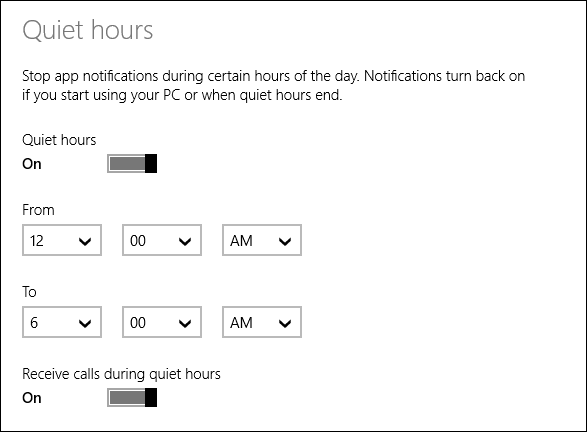 Quiet hours
Stop app notifications during certain hours of the day. Notifications turn back on
if you start using your PC or when quiet hours end.
Quiet hours
On
From
12 00 AM
To
6 00 AM
Receive calls during quiet hours
On